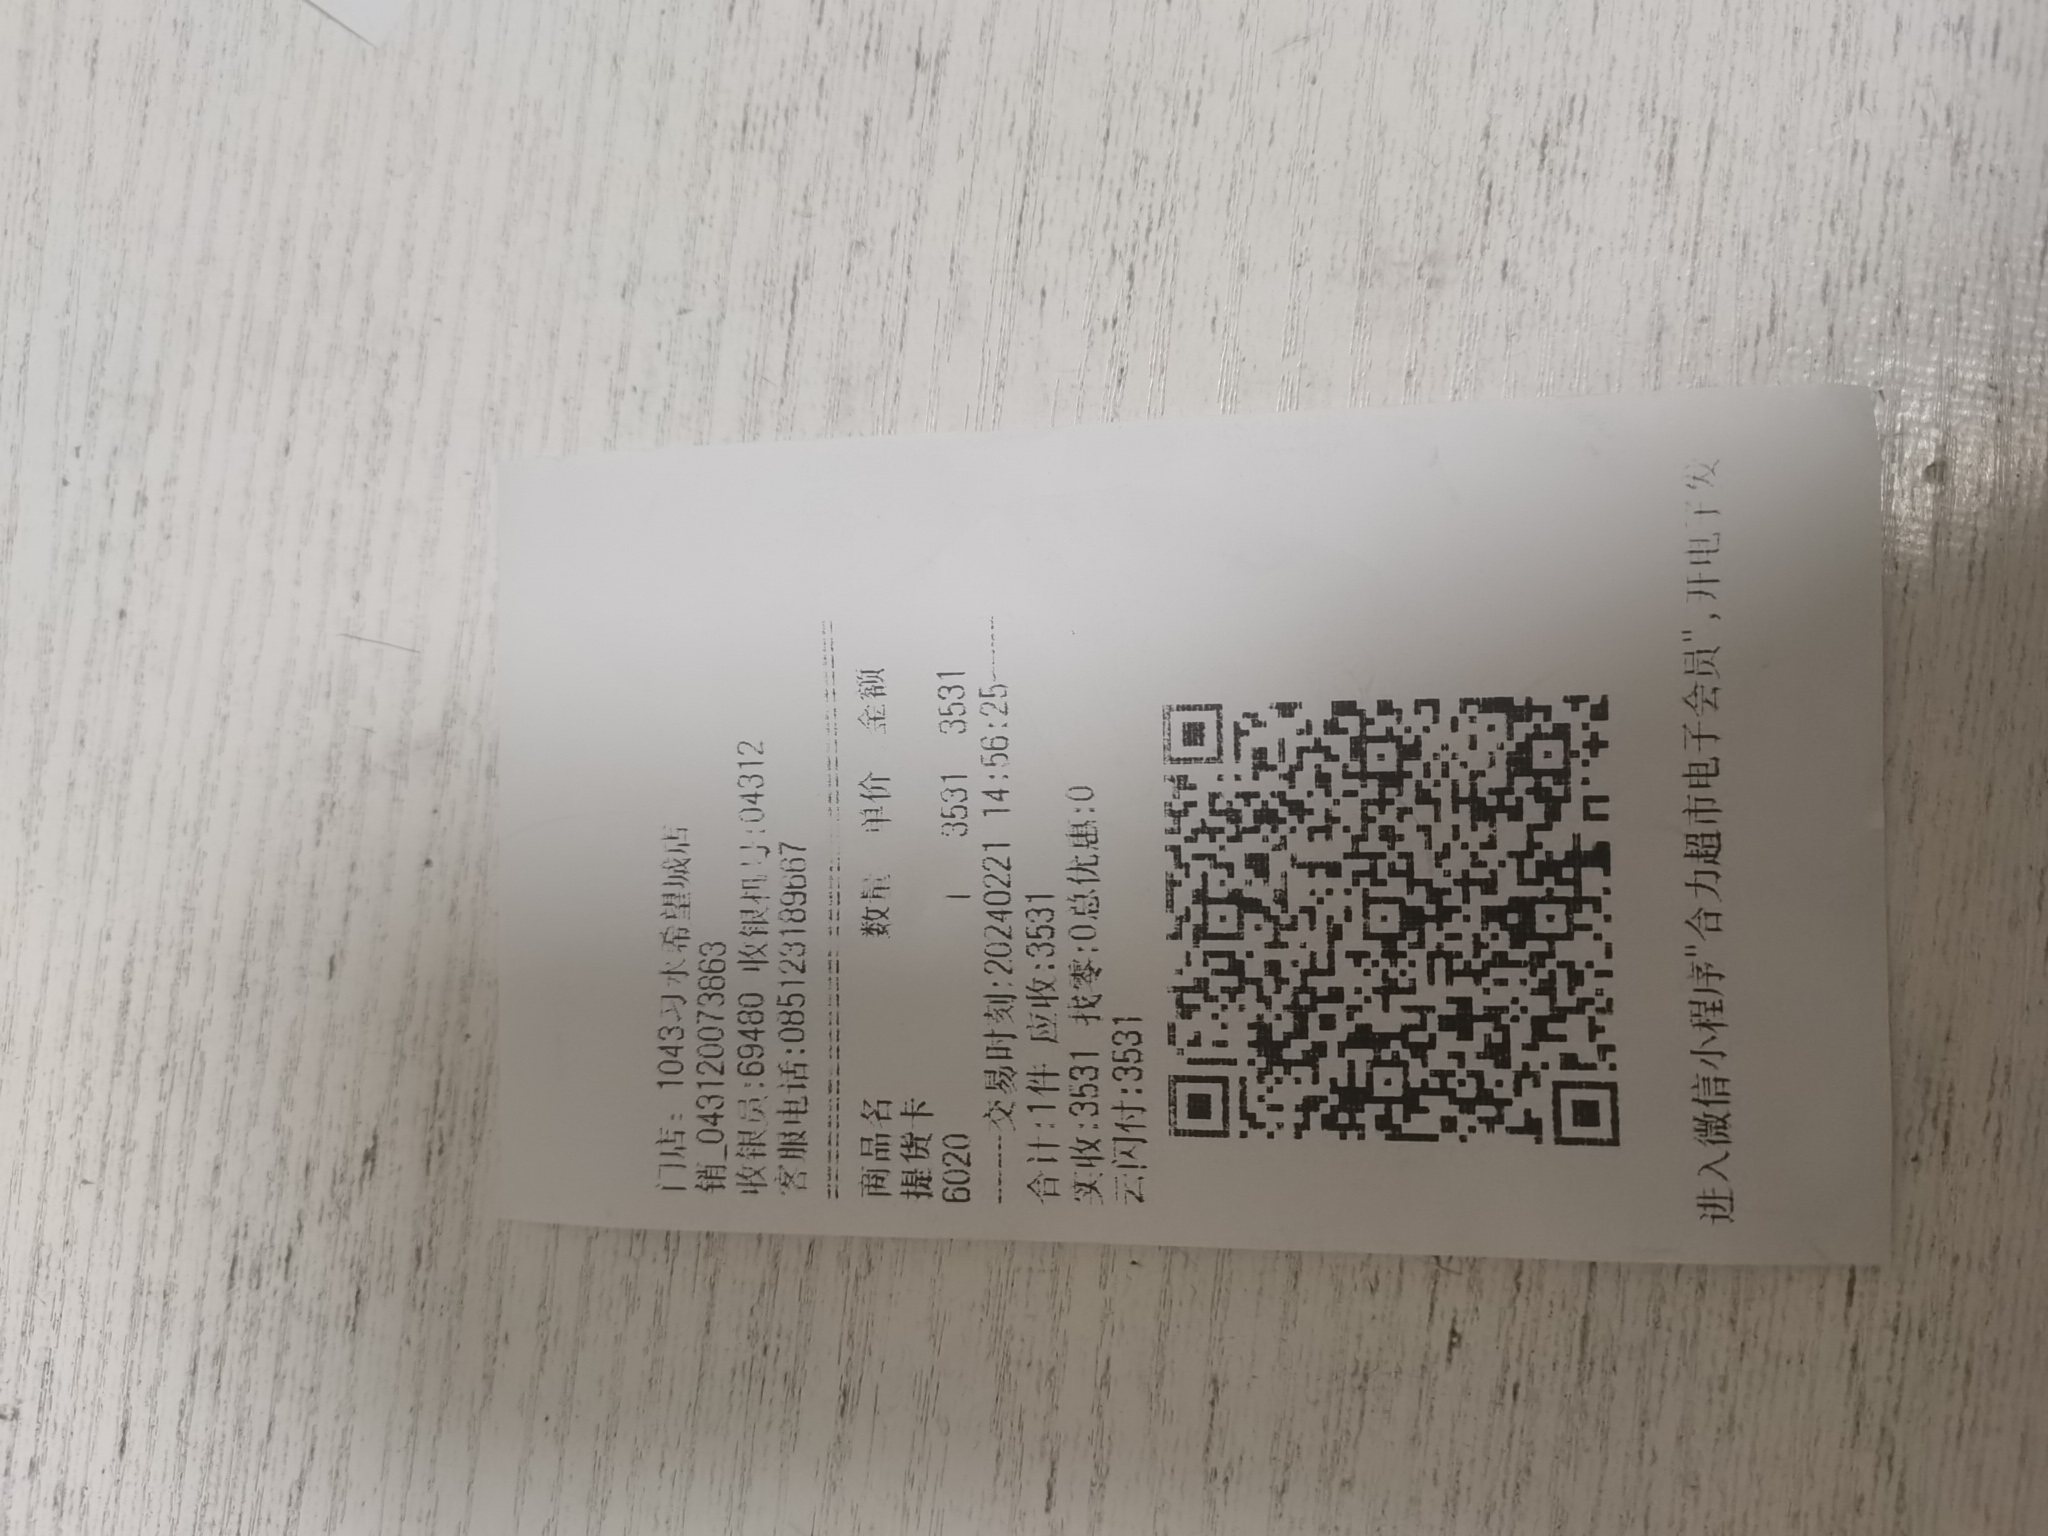 门店: 1043习水希望城店
销_043120073863
收银员:69480 收银机号:04312
客服电话:085123189667
商品名 数量 单价 金额
提货卡
6020 1 3531 3531
------交易时刻:20240221 14:56:25------
合计:1件 应收:3531
实收:3531 找零:0总优惠:0
云闪付:3531
进入微信小程序"合力超市电子会员",开电子发